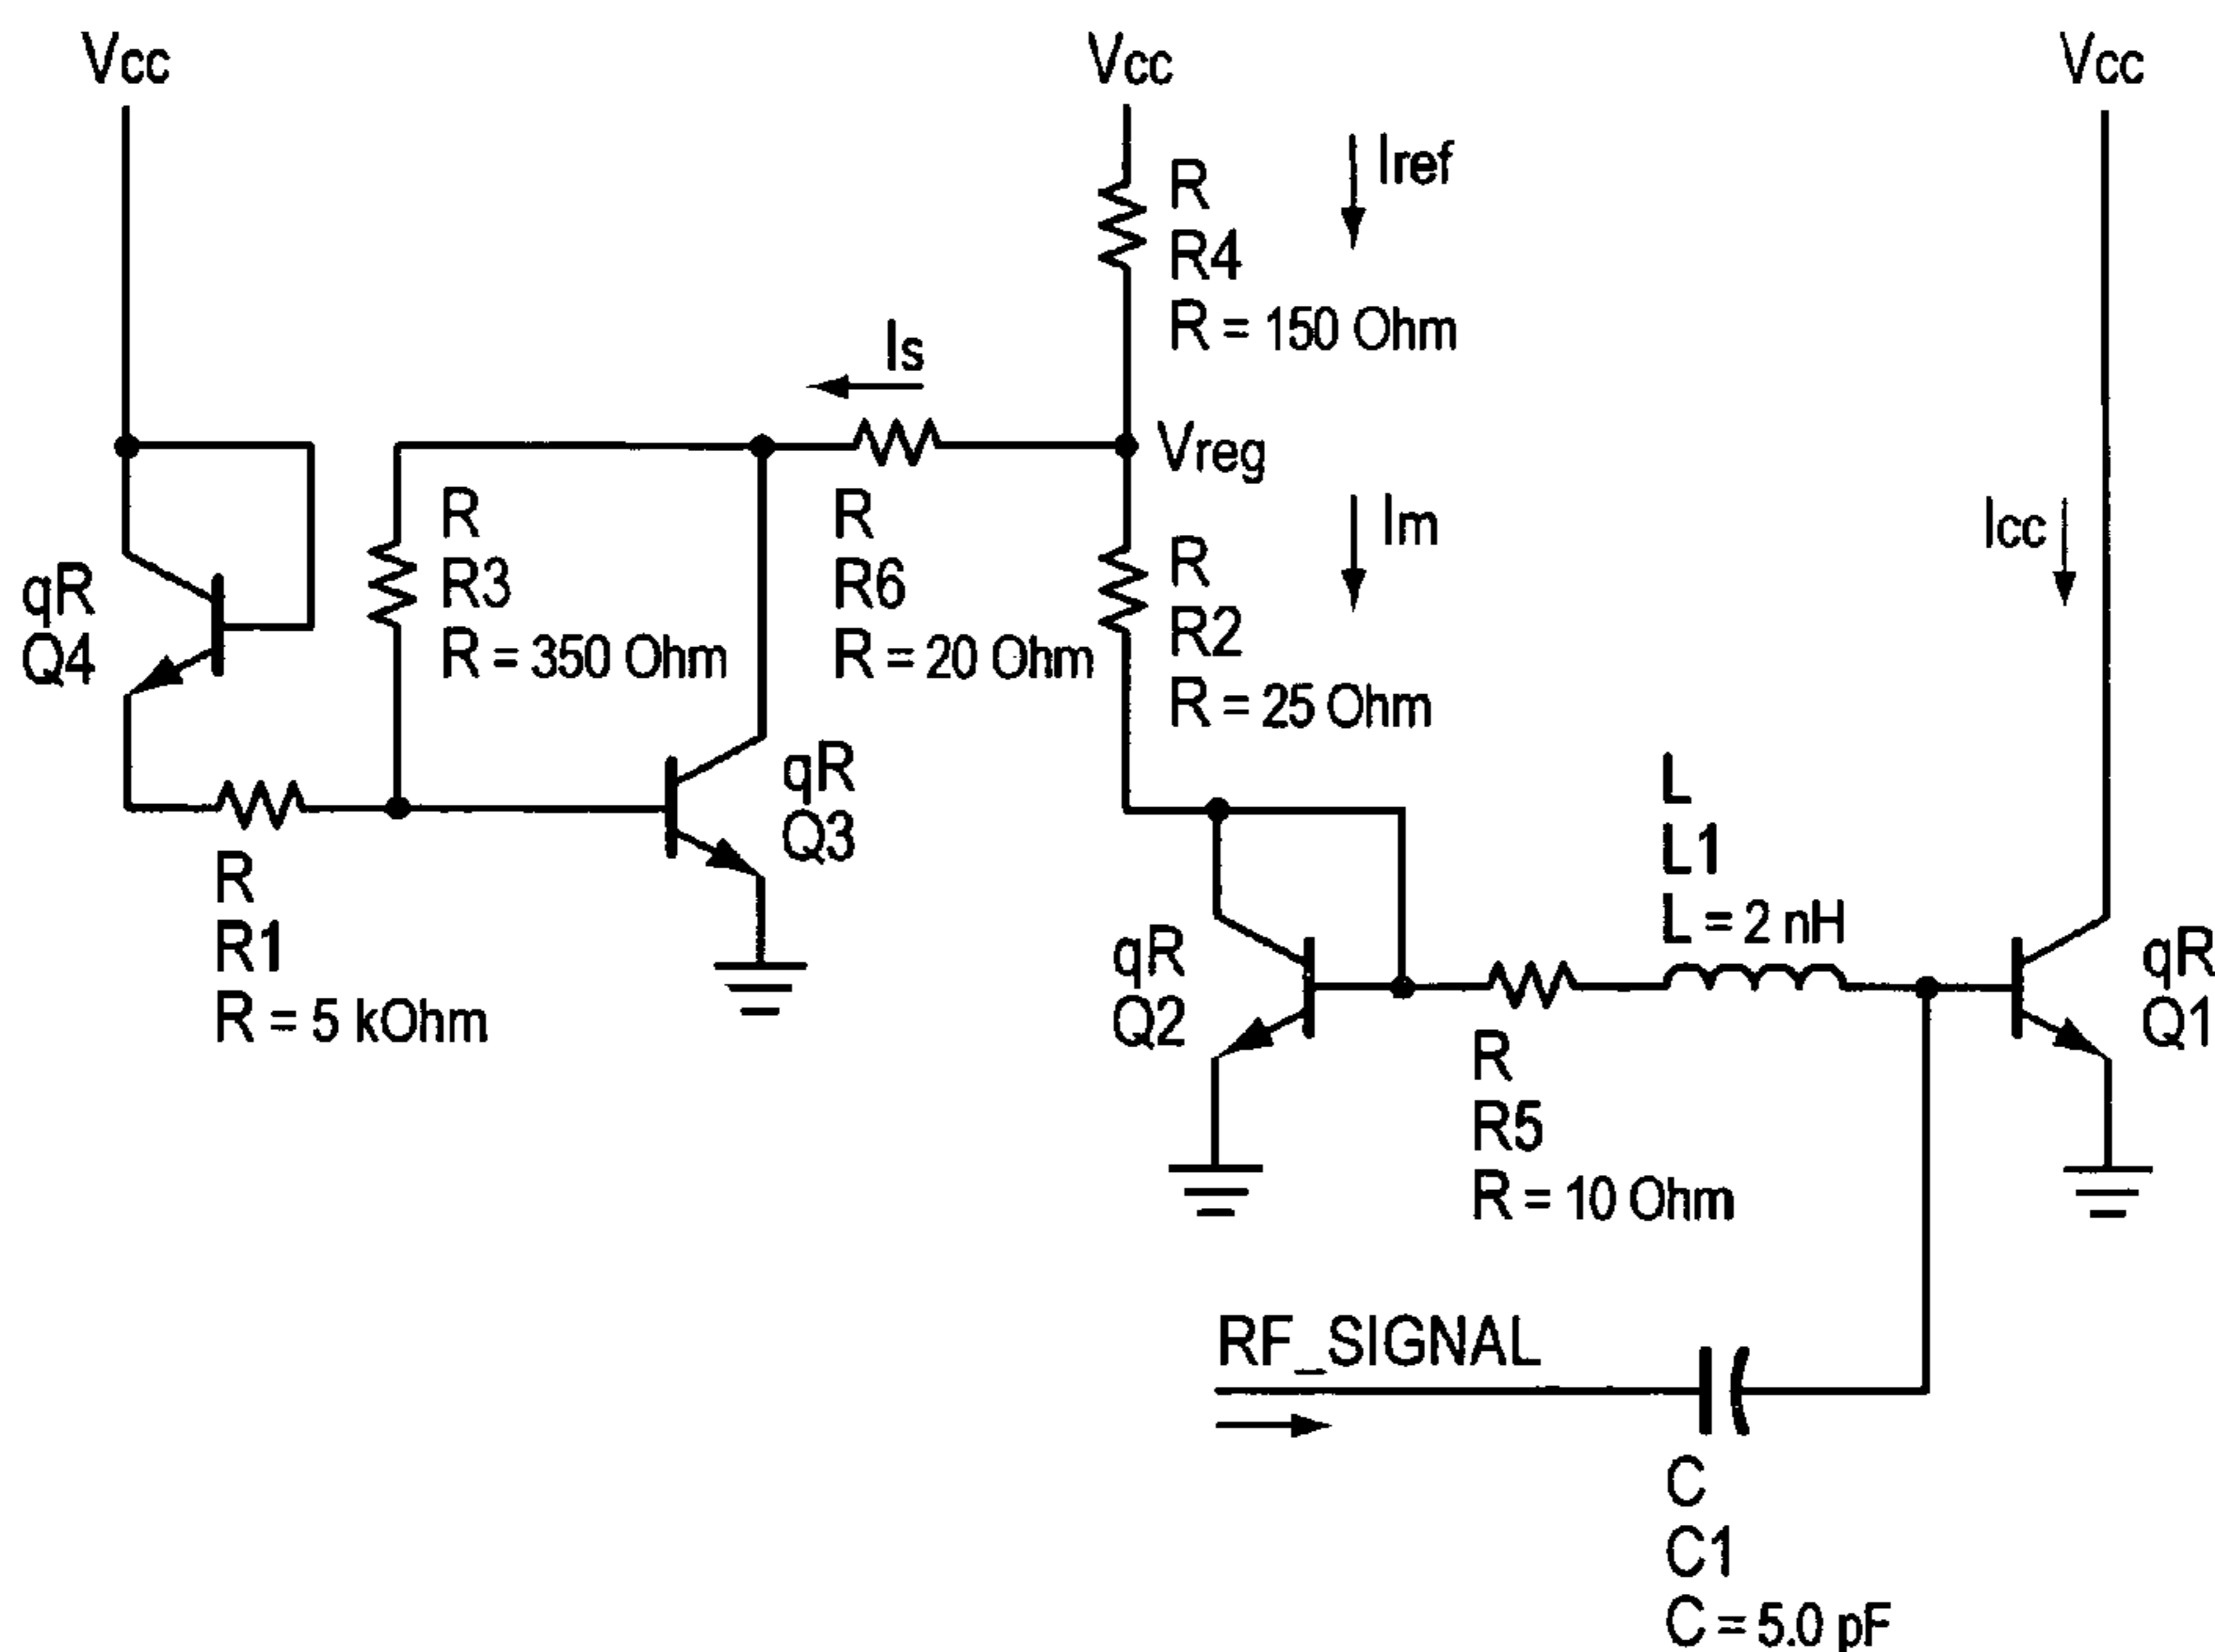 Vcc
Vcc
Vcc
Iref
R
R4
R = 150 Ohm
Is
Vreg
R
R3
R = 350 Ohm
R
R6
R = 20 Ohm
Im
R
R2
R = 25 Ohm
Icc
qR
Q4
qR
Q3
R
R1
R = 5 kOhm
L
L1
L = 2 nH
qR
Q2
qR
Q1
R
R5
R = 10 Ohm
RF_SIGNAL
C
C1
C = 5.0 pF